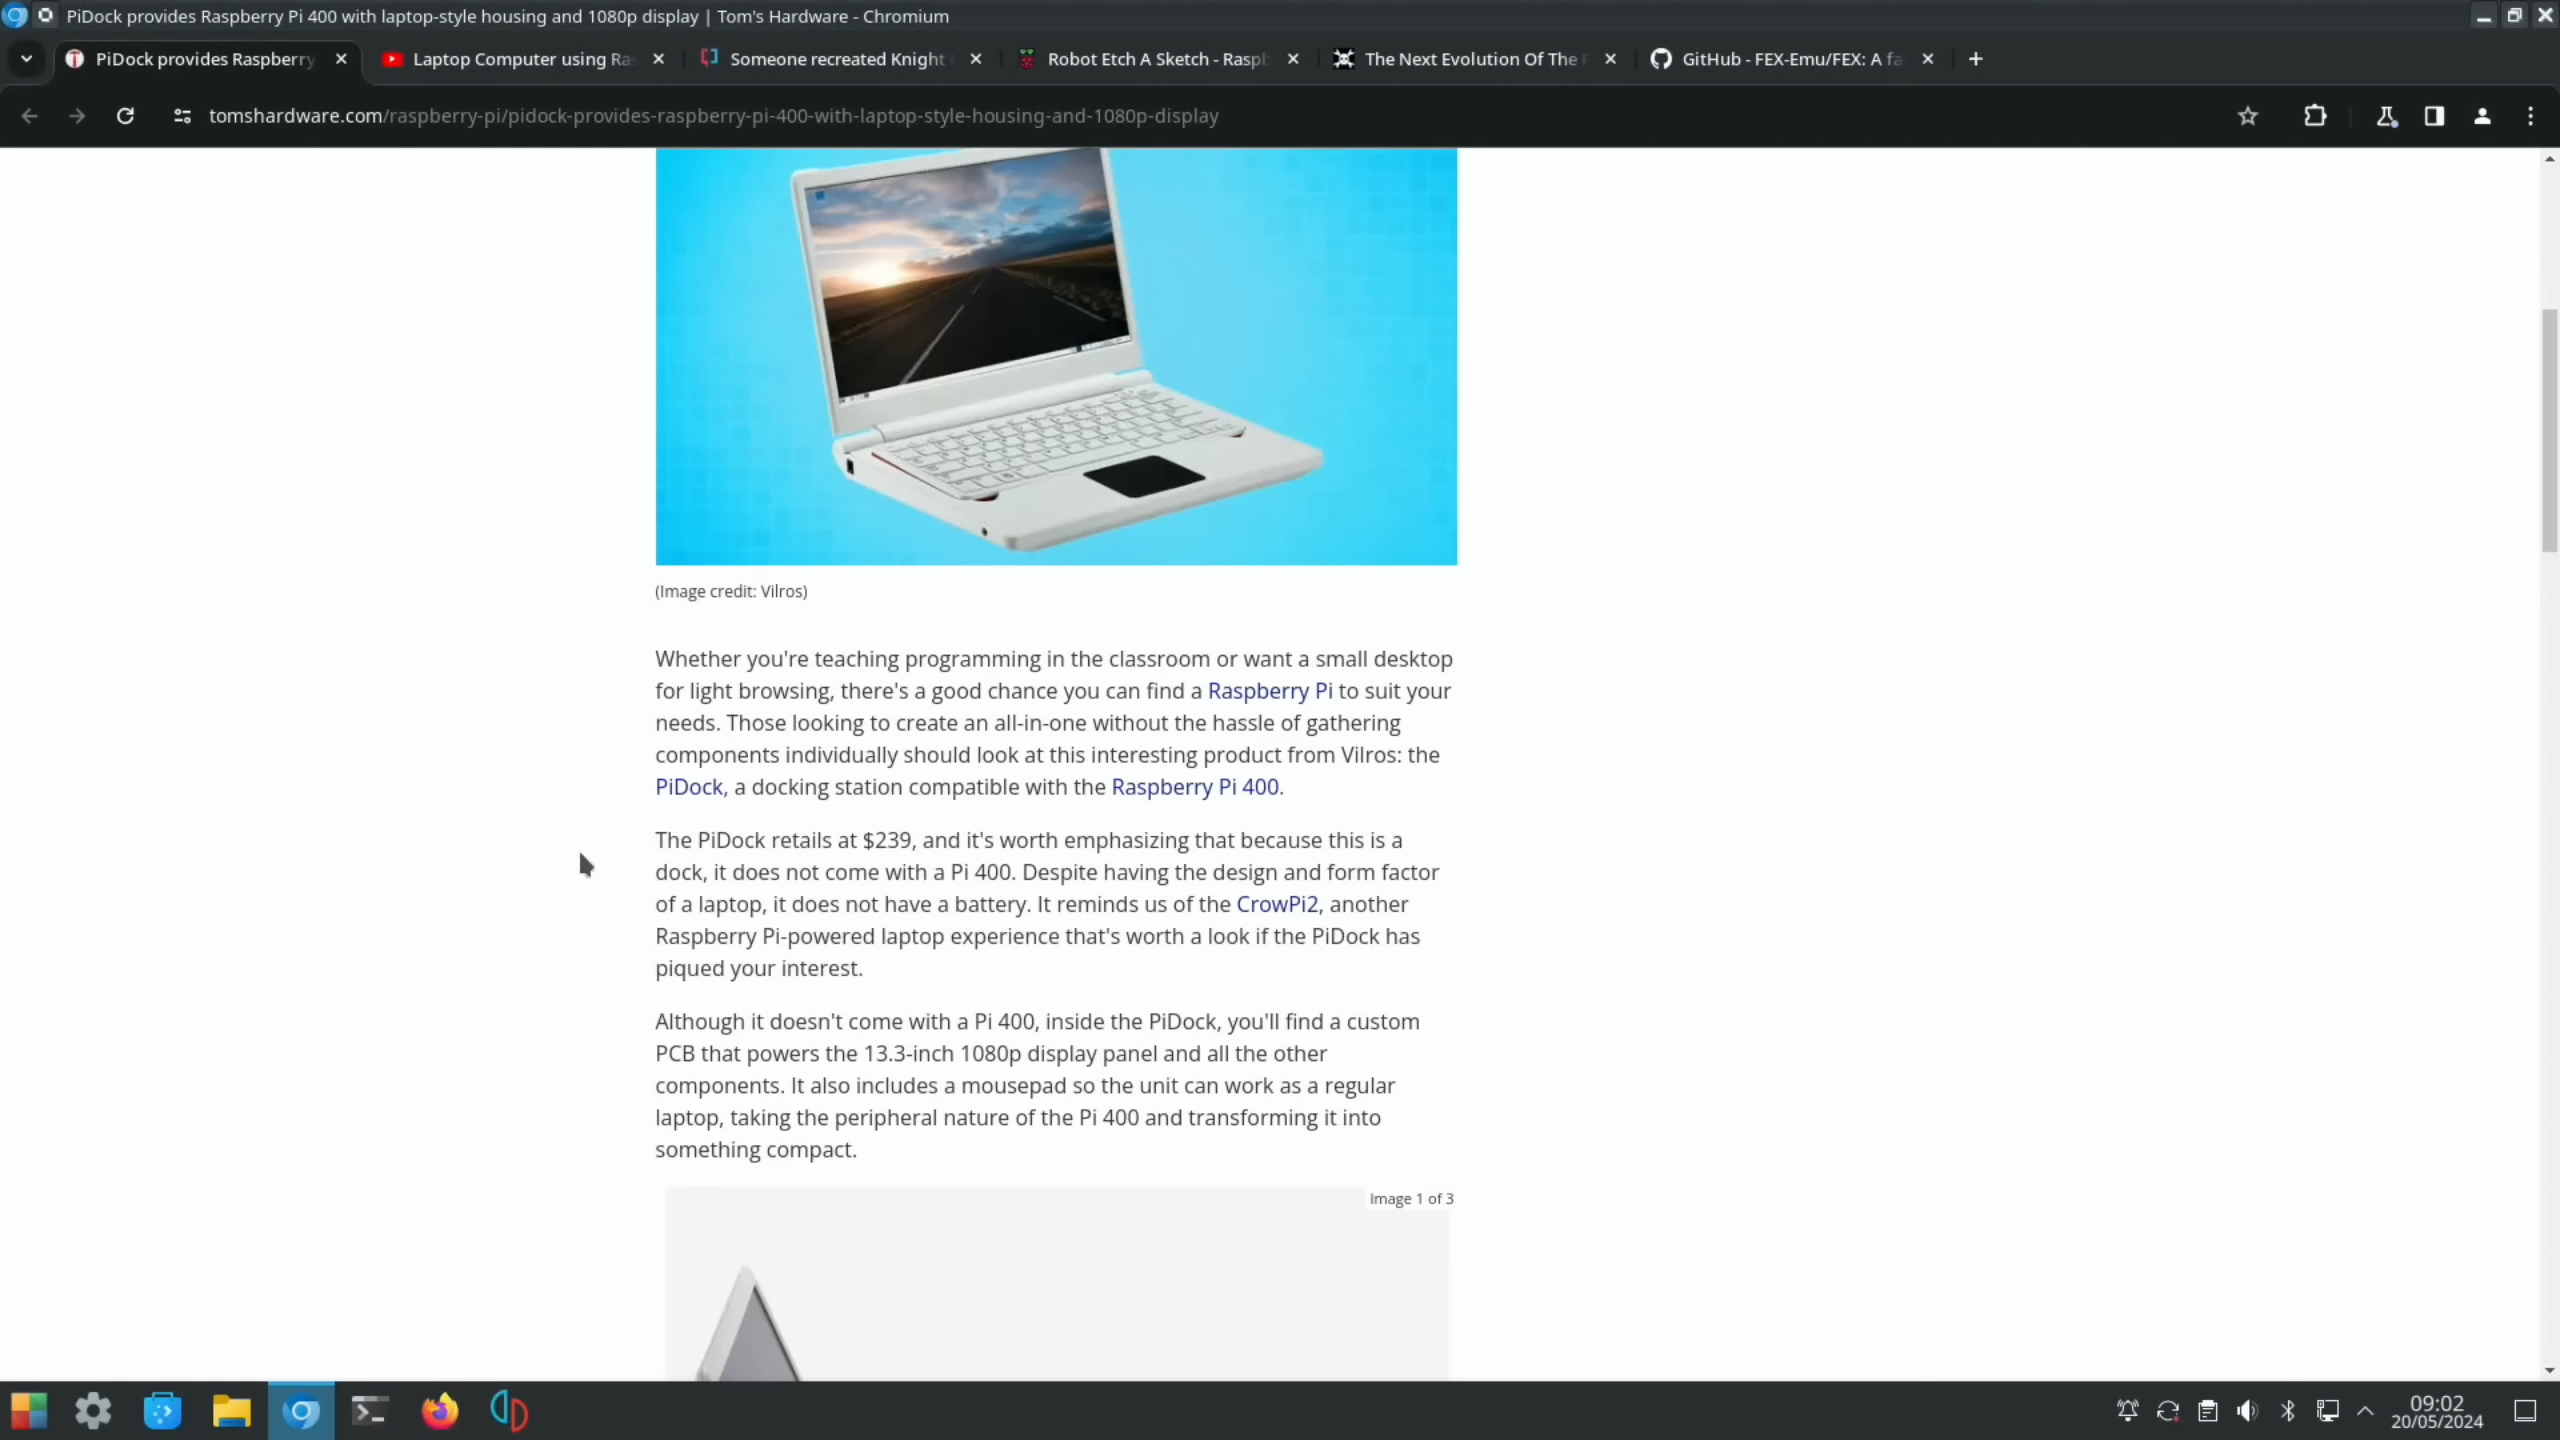 PiDock provides Raspberry Pi 400 with laptop-style housing and 1080p display | Tom's Hardware - Chromium
PiDock provides Raspberry
Laptop Computer using Ra
Someone recreated Knight
Robot Etch A Sketch - Raspb
The Next Evolution Of The
GitHub - FEX-Emu/FEX: A fa
tomshardware.com/raspberry-pi/pidock-provides-raspberry-pi-400-with-laptop-style-housing-and-1080p-display
(Image credit: Vilros)
Whether you're teaching programming in the classroom or want a small desktop
for light browsing, there's a good chance you can find a Raspberry Pi to suit your
needs. Those looking to create an all-in-one without the hassle of gathering
components individually should look at this interesting product from Vilros: the
PiDock, a docking station compatible with the Raspberry Pi 400.
The PiDock retails at $239, and it's worth emphasizing that because this is a
dock, it does not come with a Pi 400. Despite having the design and form factor
of a laptop, it does not have a battery. It reminds us of the CrowPi2, another
Raspberry Pi-powered laptop experience that's worth a look if the PiDock has
piqued your interest.
Although it doesn't come with a Pi 400, inside the PiDock, you'll find a custom
PCB that powers the 13.3-inch 1080p display panel and all the other
components. It also includes a mousepad so the unit can work as a regular
laptop, taking the peripheral nature of the Pi 400 and transforming it into
something compact.
Image 1 of 3
09:02
20/05/2024